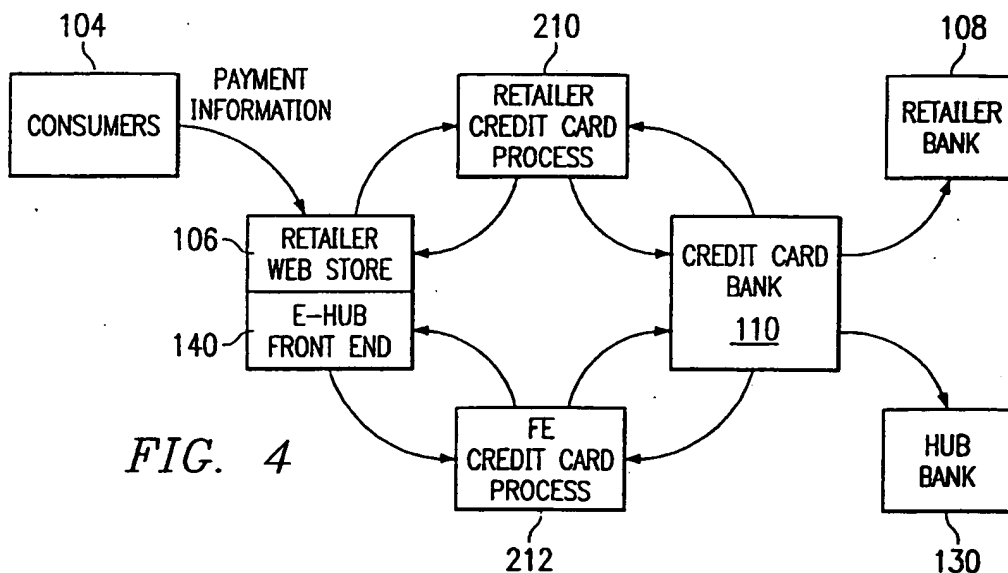 104
210
108
CONSUMERS
PAYMENT
INFORMATION
RETAILER
CREDIT CARD
PROCESS
RETAILER
BANK
106
RETAILER
WEB STORE
140
E-HUB
FRONT END
CREDIT CARD
BANK
110
FE
CREDIT CARD
PROCESS
212
HUB
BANK
130
FIG. 4